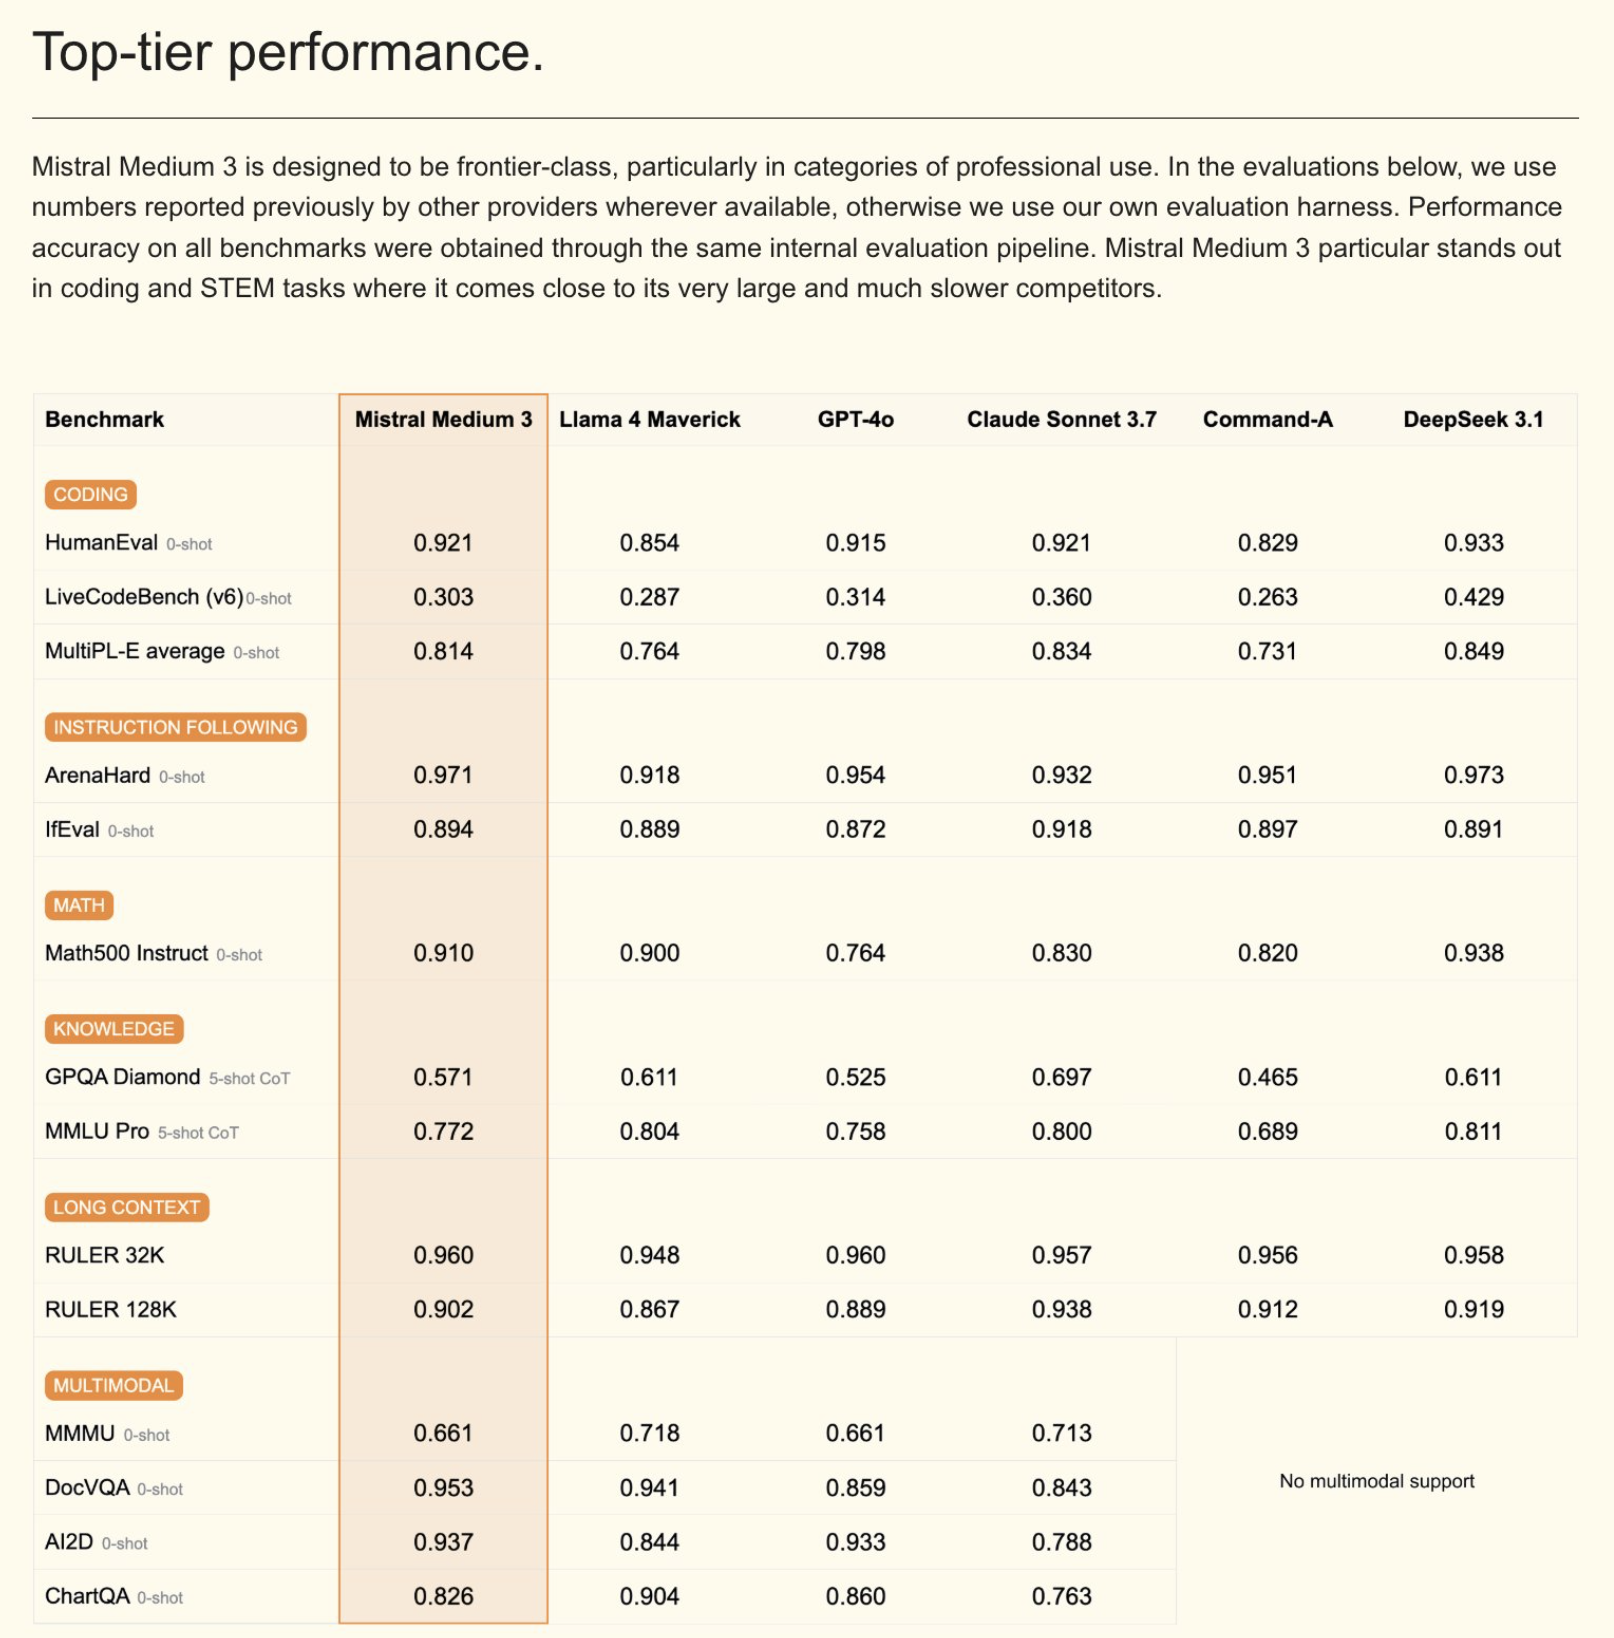 Top-tier performance.
Mistral Medium 3 is designed to be frontier-class, particularly in categories of professional use. In the evaluations below, we use
numbers reported previously by other providers wherever available, otherwise we use our own evaluation harness. Performance
accuracy on all benchmarks were obtained through the same internal evaluation pipeline. Mistral Medium 3 particular stands out
in coding and STEM tasks where it comes close to its very large and much slower competitors.
Benchmark Mistral Medium 3 Llama 4 Maverick GPT-4o Claude Sonnet 3.7 Command-A DeepSeek 3.1
CODING
HumanEval 0-shot 0.921 0.854 0.915 0.921 0.829 0.933
LiveCodeBench (v6) 0-shot 0.303 0.287 0.314 0.360 0.263 0.429
MultiPL-E average 0-shot 0.814 0.764 0.798 0.834 0.731 0.849
INSTRUCTION FOLLOWING
ArenaHard 0-shot 0.971 0.918 0.954 0.932 0.951 0.973
IfEval 0-shot 0.894 0.889 0.872 0.918 0.897 0.891
MATH
Math500 Instruct 0-shot 0.910 0.900 0.764 0.830 0.820 0.938
KNOWLEDGE
GPQA Diamond 5-shot CoT 0.571 0.611 0.525 0.697 0.465 0.611
MMLU Pro 5-shot CoT 0.772 0.804 0.758 0.800 0.689 0.811
LONG CONTEXT
RULER 32K 0.960 0.948 0.960 0.957 0.956 0.958
RULER 128K 0.902 0.867 0.889 0.938 0.912 0.919
MULTIMODAL
MMMU 0-shot 0.661 0.718 0.661 0.713
No multimodal support
DocVQA 0-shot 0.953 0.941 0.859 0.843
AI2D 0-shot 0.937 0.844 0.933 0.788
ChartQA 0-shot 0.826 0.904 0.860 0.763